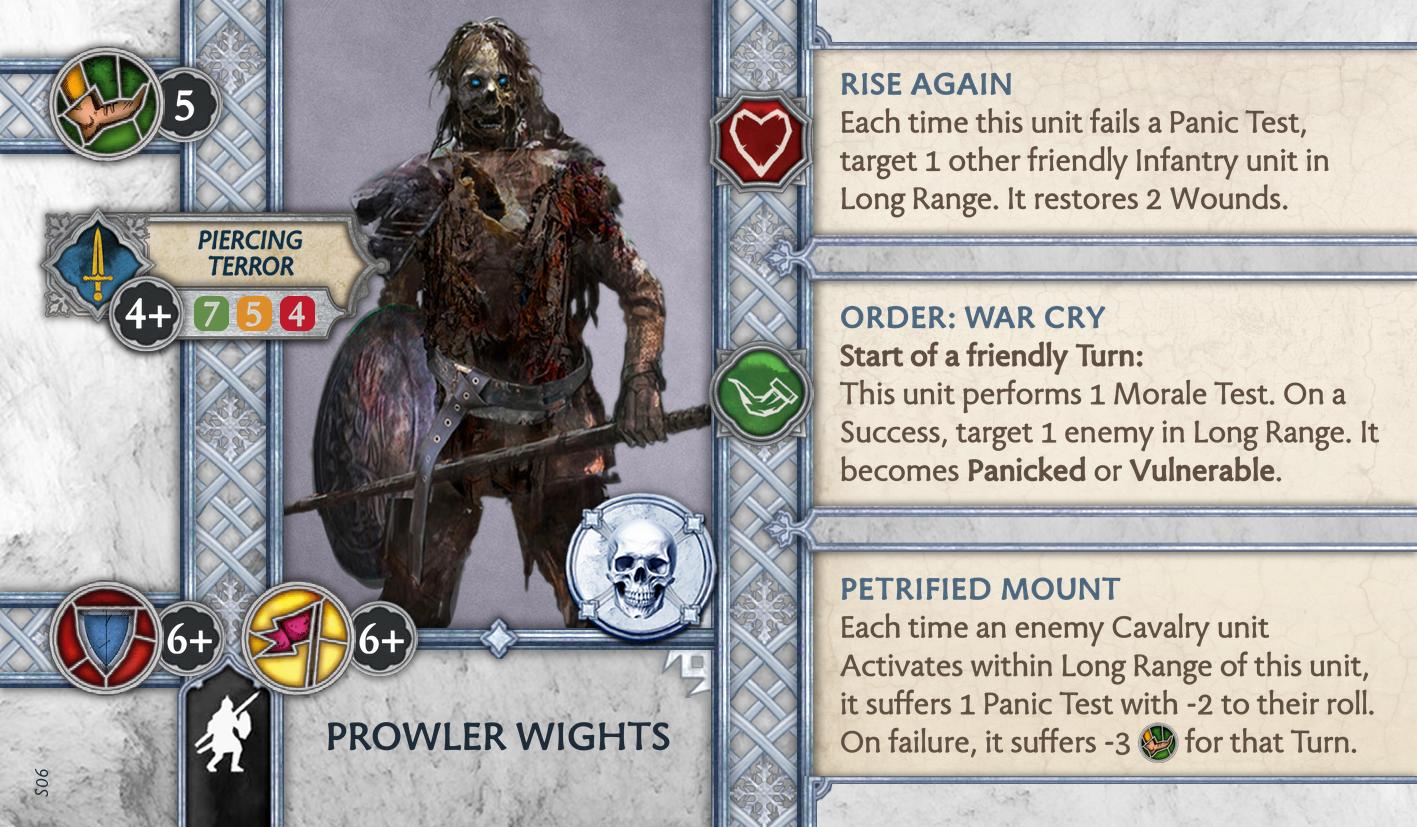 5
PIERCING
TERROR
4+ 7 5 4
6+ 6+
PROWLER WIGHTS
S06
RISE AGAIN
Each time this unit fails a Panic Test,
target 1 other friendly Infantry unit in
Long Range. It restores 2 Wounds.
ORDER: WAR CRY
Start of a friendly Turn:
This unit performs 1 Morale Test. On a
Success, target 1 enemy in Long Range. It
becomes Panicked or Vulnerable.
PETRIFIED MOUNT
Each time an enemy Cavalry unit
Activates within Long Range of this unit,
it suffers 1 Panic Test with -2 to their roll.
On failure, it suffers -3 for that Turn.